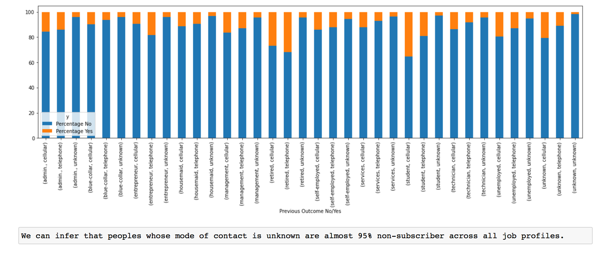 100
80
60
40
20
0
y
Percentage No
Percentage Yes
(admin., cellular)
(admin., telephone)
(admin., unknown)
(blue-collar, cellular)
(blue-collar, telephone)
(blue-collar, unknown)
(entrepreneur, cellular)
(entrepreneur, telephone)
(entrepreneur, unknown)
(housemaid, cellular)
(housemaid, telephone)
(housemaid, unknown)
(management, cellular)
(management, telephone)
(management, unknown)
(retired, cellular)
(retired, telephone)
(retired, unknown)
(self-employed, cellular)
(self-employed, telephone)
(self-employed, unknown)
(services, cellular)
(services, telephone)
(services, unknown)
(student, cellular)
(student, telephone)
(student, unknown)
(technician, cellular)
(technician, telephone)
(technician, unknown)
(unemployed, cellular)
(unemployed, telephone)
(unemployed, unknown)
(unknown, cellular)
(unknown, telephone)
(unknown, unknown)
Previous Outcome No/Yes
We can infer that peoples whose mode of contact is unknown are almost 95% non-subscriber across all job profiles.